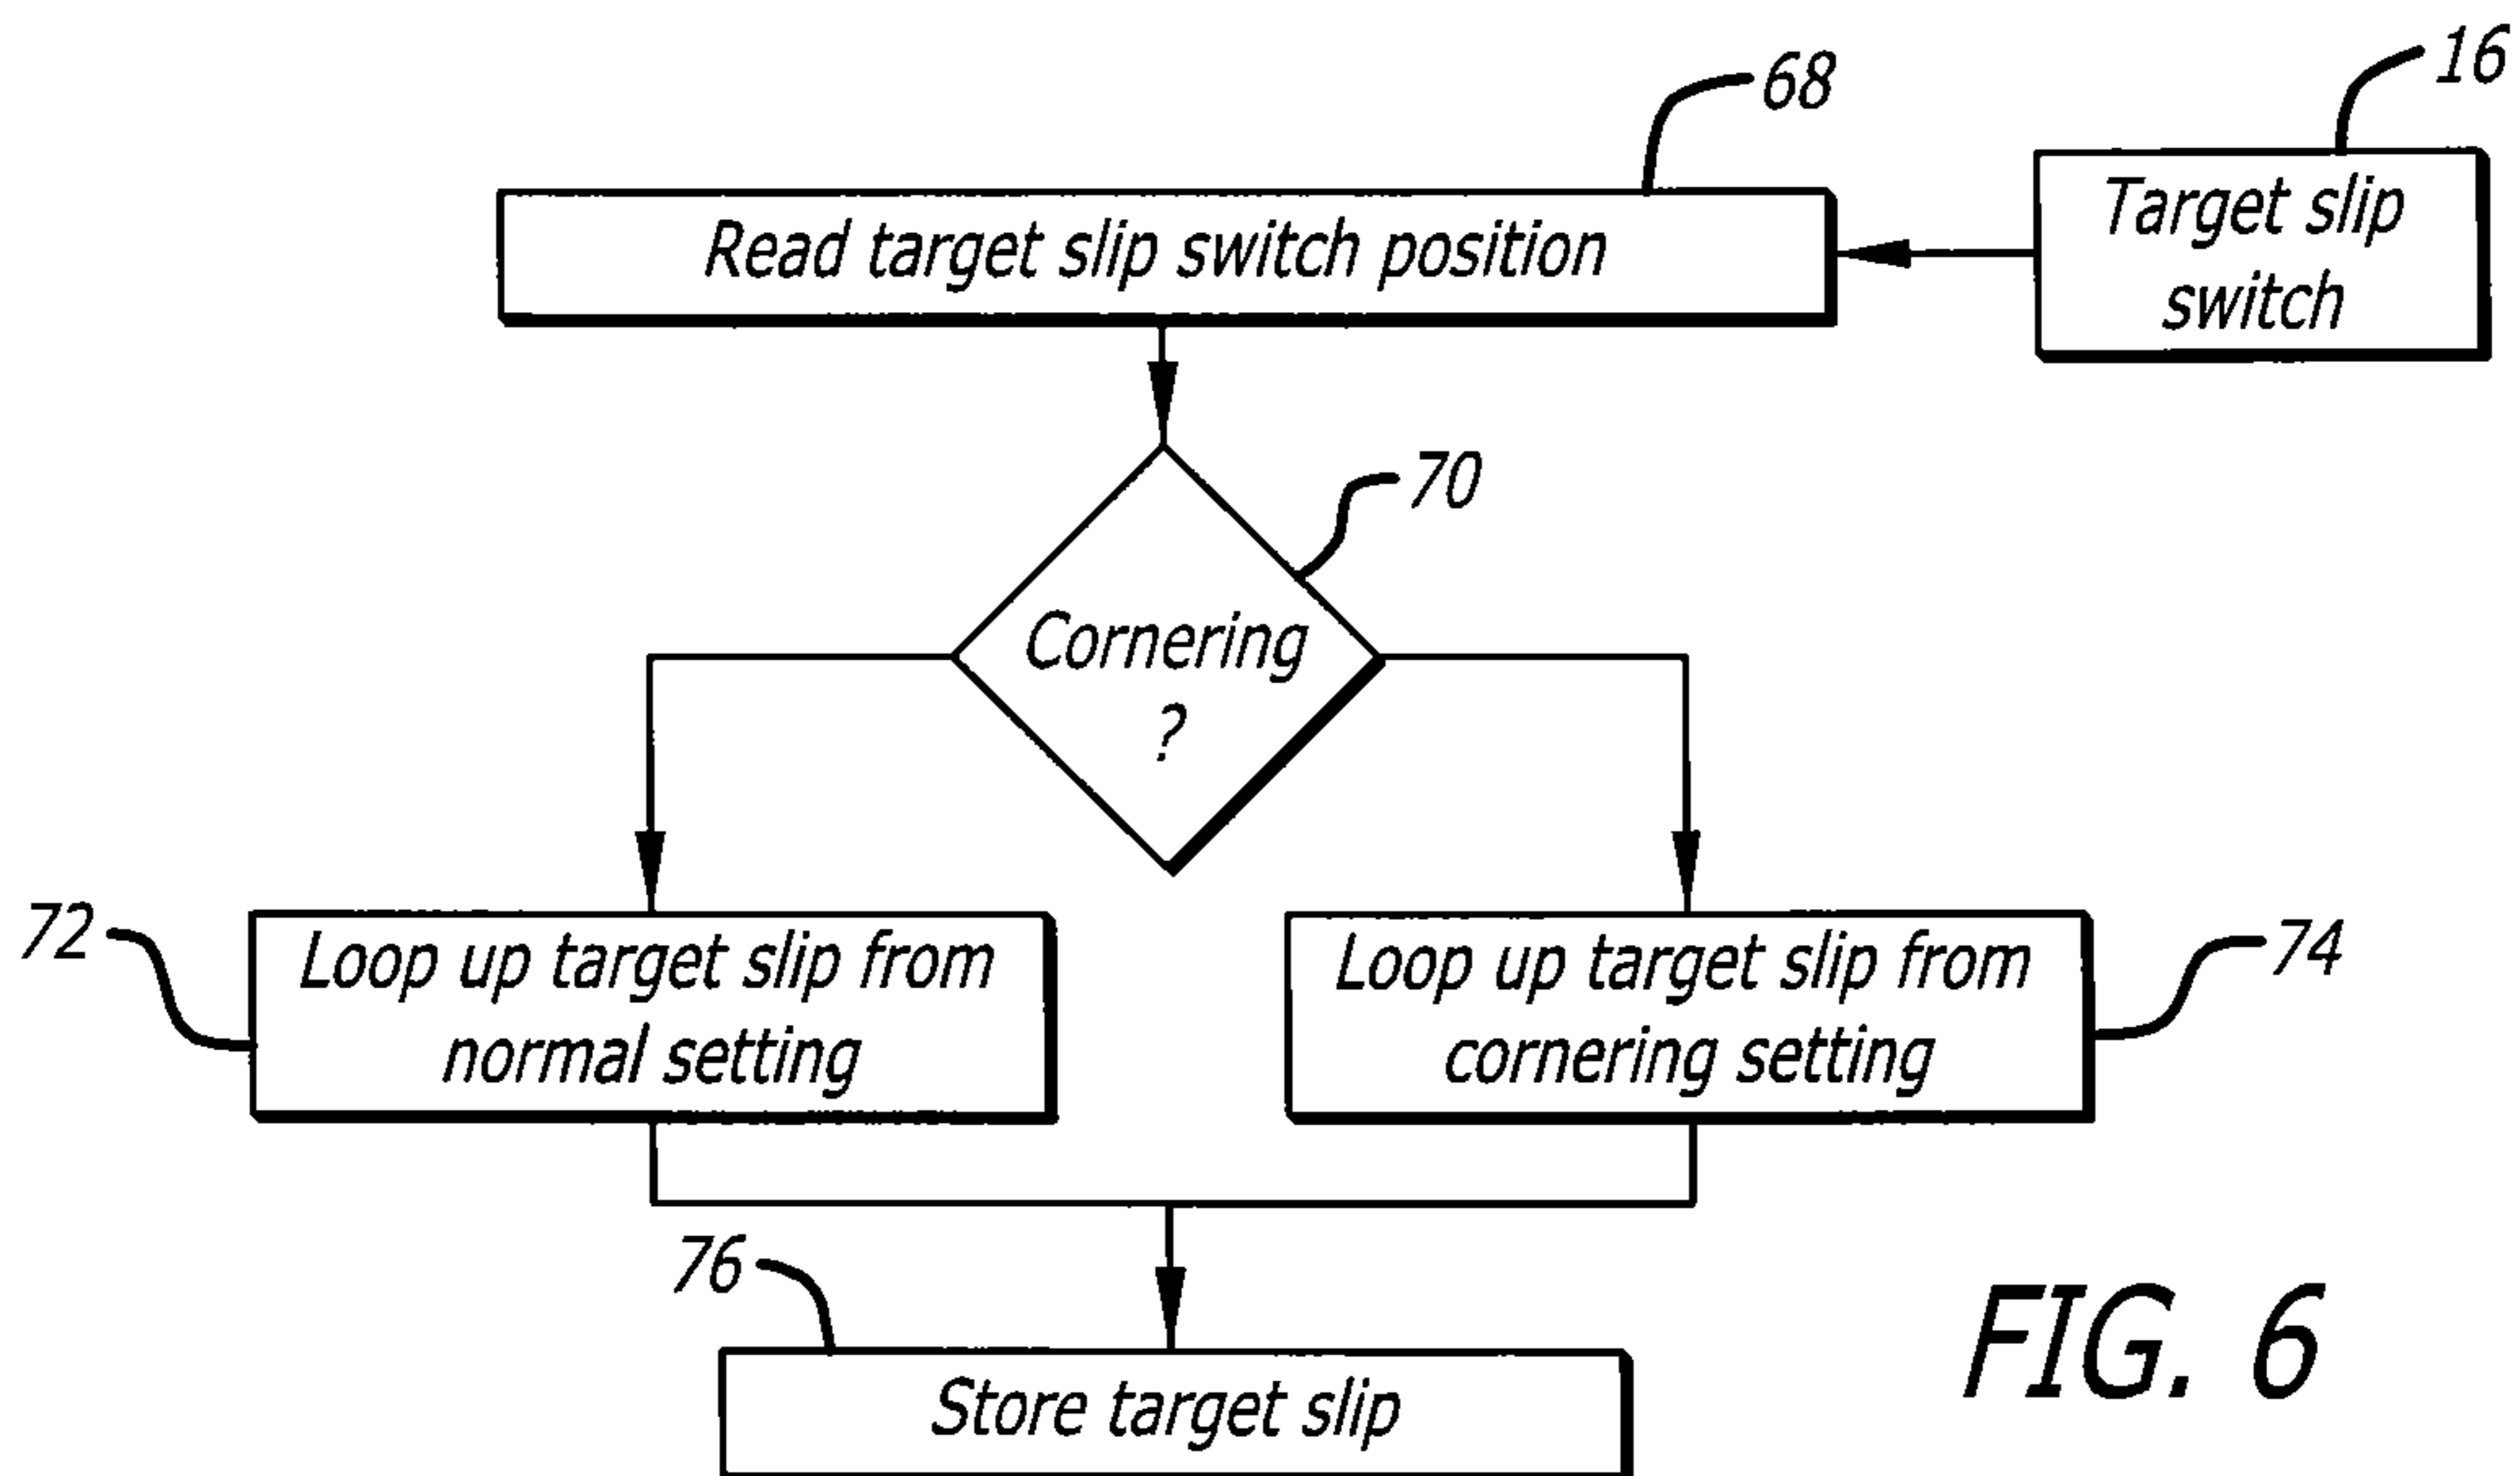 16
68
Target slip
switch
Read target slip switch position
70
Cornering
?
72
Loop up target slip from
normal setting
Loop up target slip from
cornering setting
74
76
Store target slip
FIG. 6